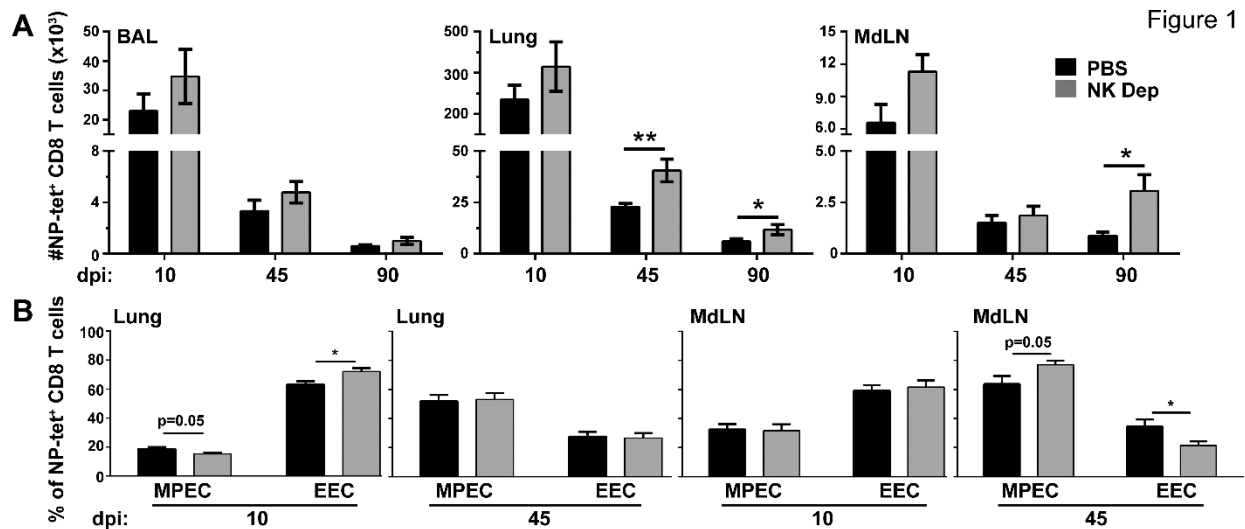 Figure 1
A
#NP-tet⁺ CD8 T cells (x10³)
BAL
50
40
30
20
8
4
0
dpi: 10 45 90
Lung
500
300
200
50
25
0
**
*
10 45 90
MdLN
15
12
9.0
6.0
5.0
2.5
0
*
10 45 90
PBS
NK Dep
B
% of NP-tet⁺ CD8 T cells
Lung
100
80
60
40
20
0
p=0.05
*
MPEC EEC
dpi: 10
Lung
MPEC EEC
45
MdLN
MPEC EEC
10
MdLN
p=0.05
*
MPEC EEC
45